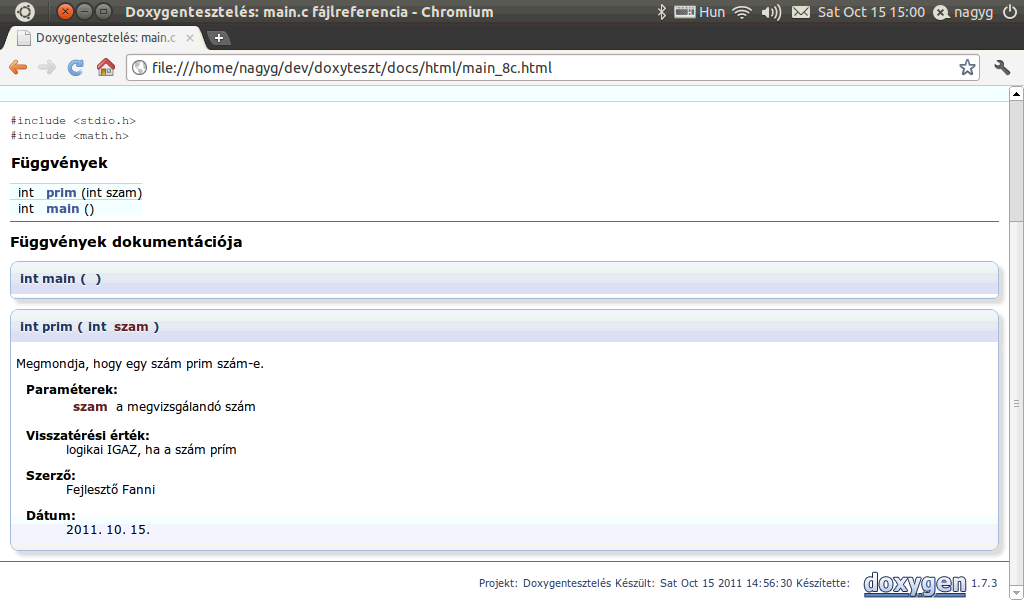 Doxygentesztelés: main.c fájlreferencia - Chromium
Hun
Sat Oct 15 15:00
nagyg
Doxygentesztelés: main.c
file:///home/nagyg/dev/doxyteszt/docs/html/main_8c.html
#include <stdio.h>
#include <math.h>
Függvények
int prim (int szam)
int main ()
Függvények dokumentációja
int main ( )
int prim ( int szam )
Megmondja, hogy egy szám prim szám-e.
Paraméterek:
szam a megvizsgálandó szám
Visszatérési érték:
logikai IGAZ, ha a szám prím
Szerző:
Fejlesztő Fanni
Dátum:
2011. 10. 15.
Projekt: Doxygentesztelés Készült: Sat Oct 15 2011 14:56:30 Készítette: doxygen 1.7.3